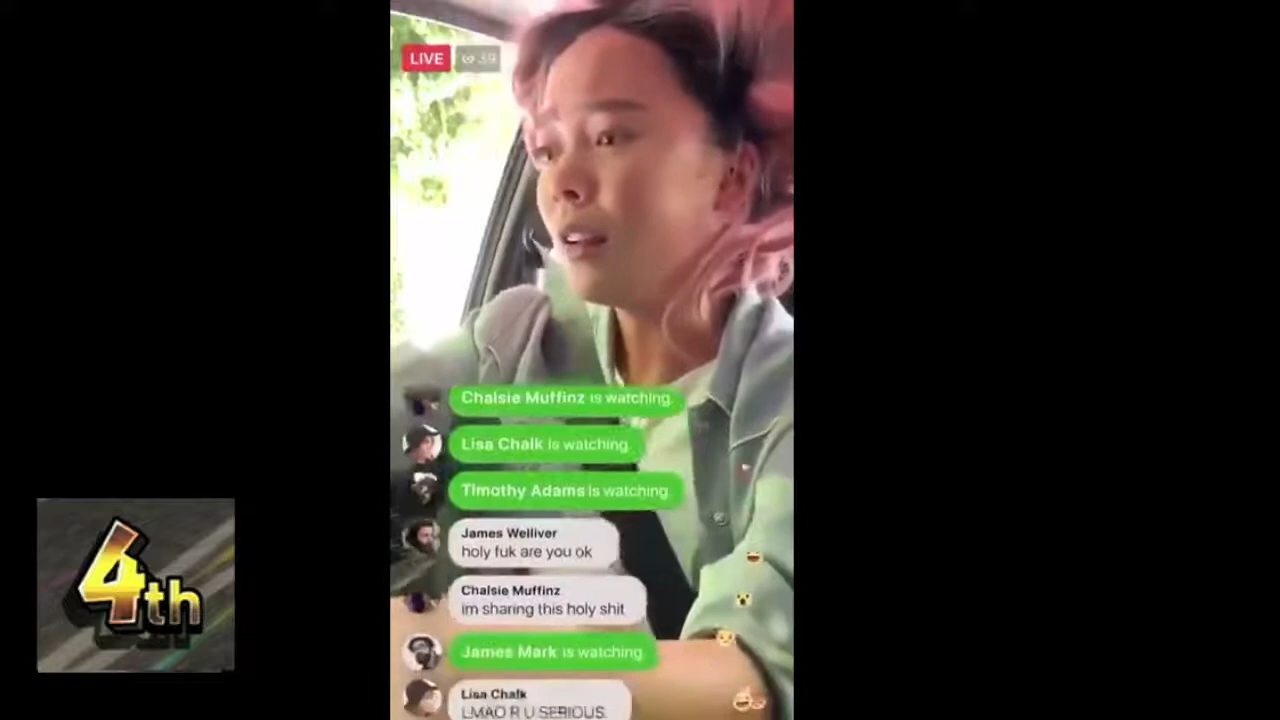 LIVE 39
Chalsie Muffinz is watching
Lisa Chalk is watching
Timothy Adams is watching
James Welliver
holy fuk are you ok
Chalsie Muffinz
im sharing this holy shit
James Mark is watching
Lisa Chalk
LMAO R U SERIOUS
4th